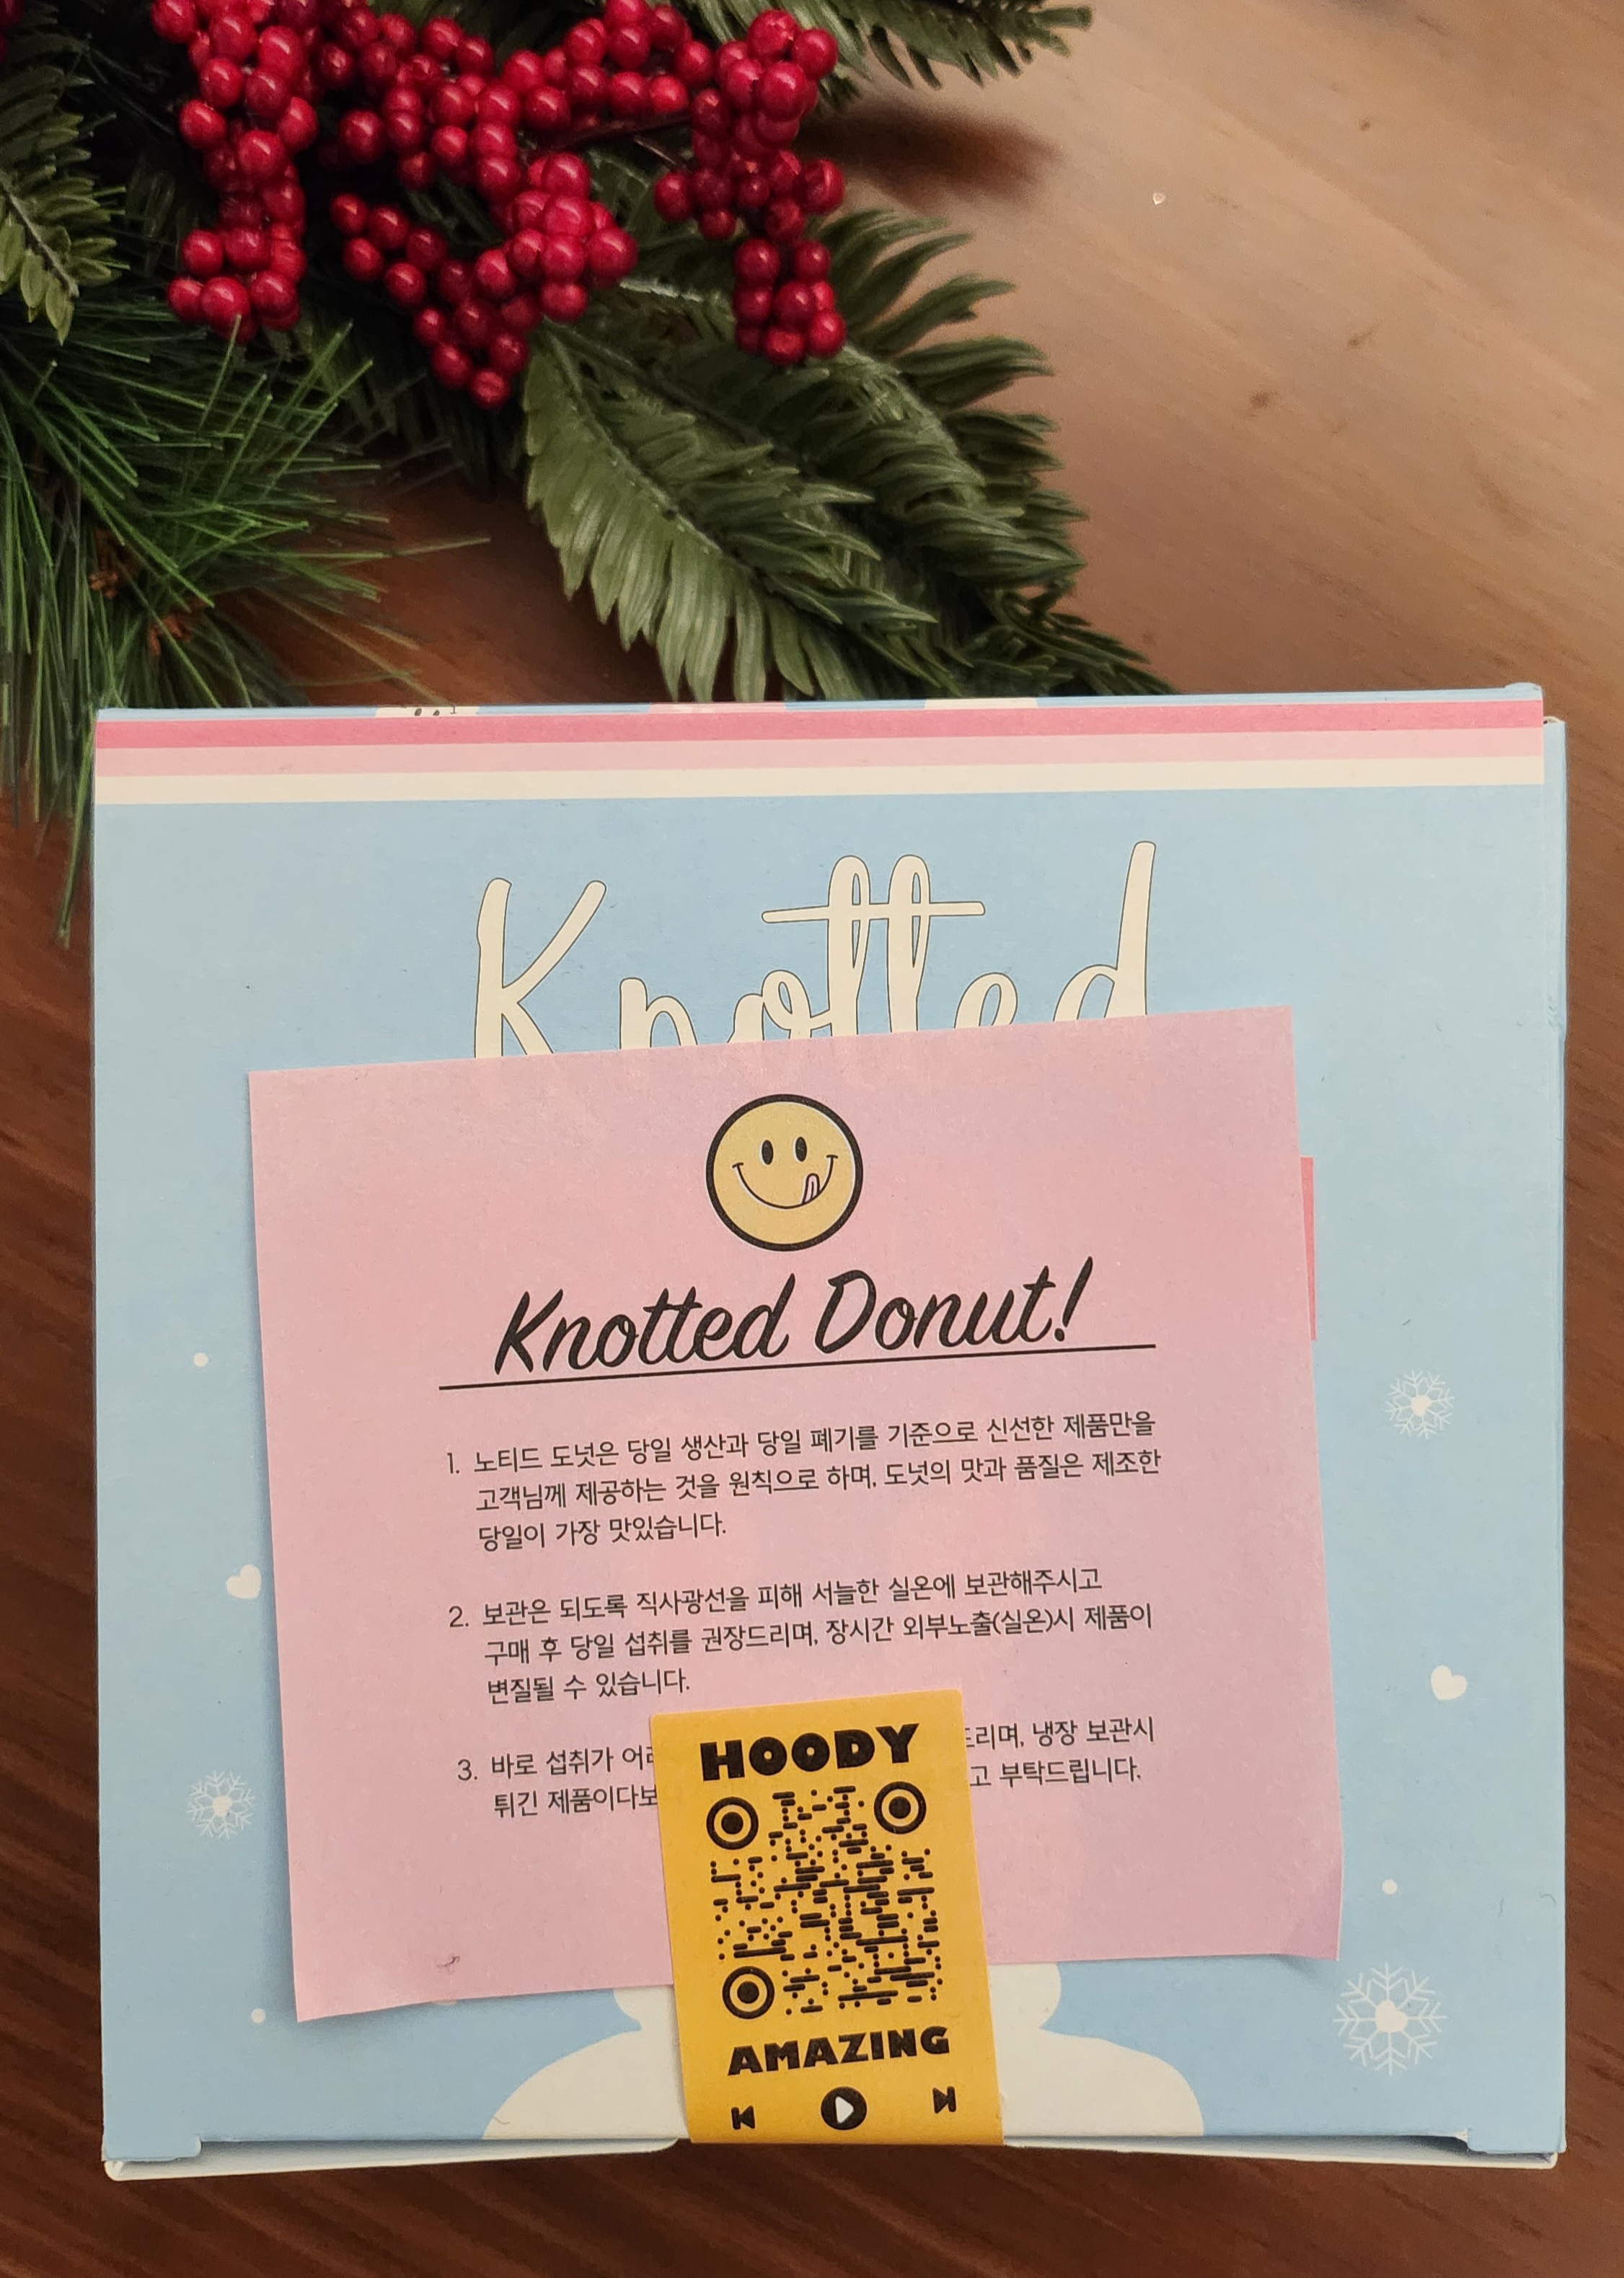 Knotted
Knotted Donut!
1. 노티드 도넛은 당일 생산과 당일 폐기를 기준으로 신선한 제품만을
고객님께 제공하는 것을 원칙으로 하며, 도넛의 맛과 품질은 제조한
당일이 가장 맛있습니다.
2. 보관은 되도록 직사광선을 피해 서늘한 실온에 보관해주시고
구매 후 당일 섭취를 권장드리며, 장시간 외부노출(실온)시 제품이
변질될 수 있습니다.
3. 바로 섭취가 냉장 보관시
튀긴 제품이다보 고 부탁드립니다.
HOODY
AMAZING